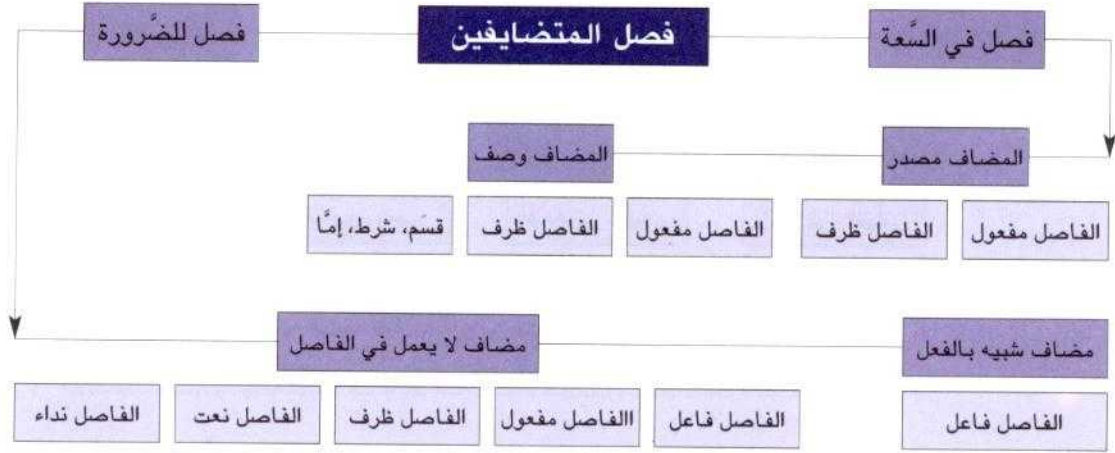 فصل المتضايفين
فصل في السَّعة
فصل للضَّرورة
المضاف مصدر
المضاف وصف
الفاصل مفعول
الفاصل ظرف
الفاصل مفعول
الفاصل ظرف
قسَم، شرط، إمَّا
مضاف شبيه بالفعل
مضاف لا يعمل في الفاصل
الفاصل فاعل
الفاصل فاعل
االفاصل مفعول
الفاصل ظرف
الفاصل نعت
الفاصل نداء